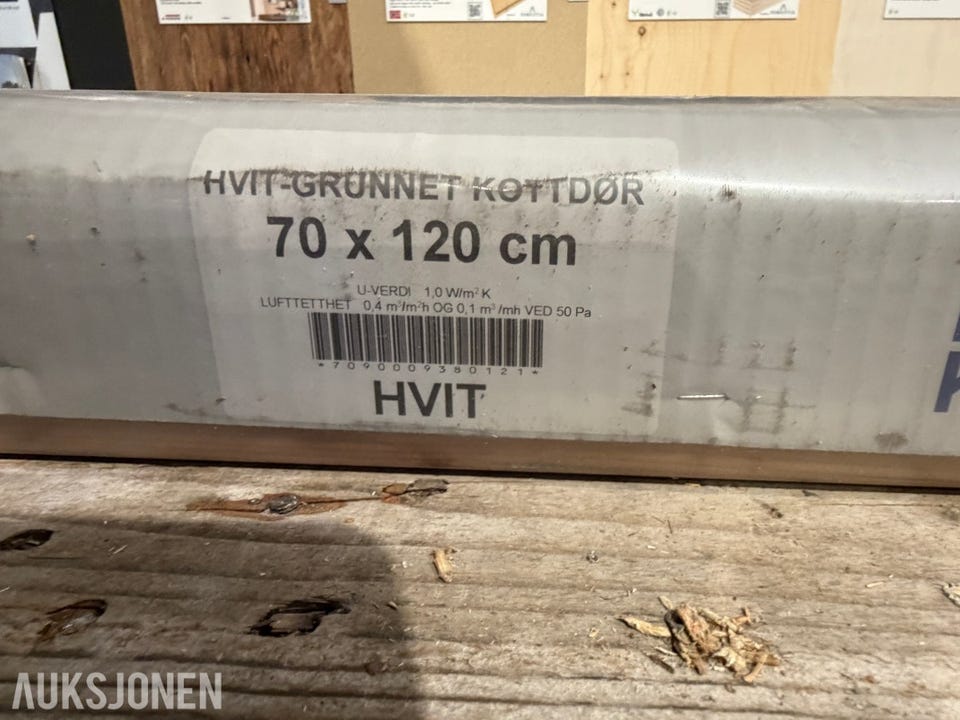 HVIT-GRUNNET KOTTDØR
70 x 120 cm
U-VERDI 1,0 W/m² K
LUFTTETTHET 0,4 m³/m²h OG 0,1 m³/mh VED 50 Pa
*7090009380121*
HVIT
AUKSJONEN